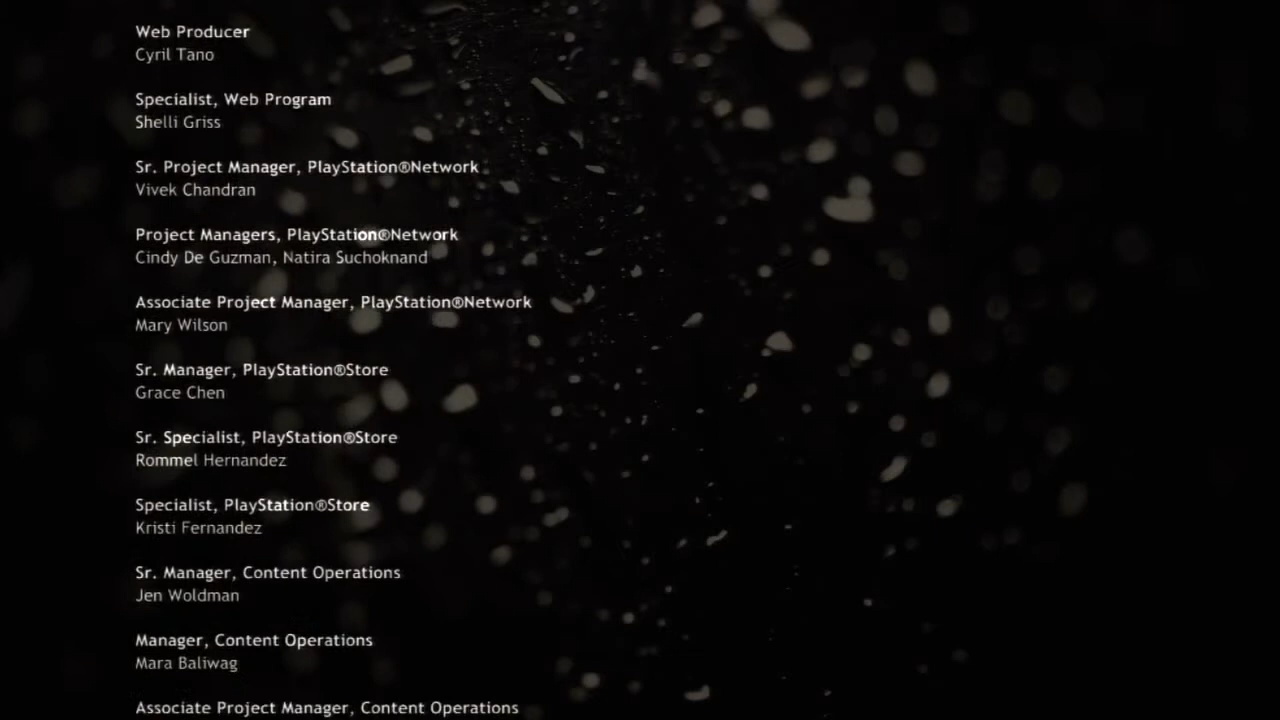 Web Producer
Cyril Tano
Specialist, Web Program
Shelli Griss
Sr. Project Manager, PlayStation®Network
Vivek Chandran
Project Managers, PlayStation®Network
Cindy De Guzman, Natira Suchoknand
Associate Project Manager, PlayStation®Network
Mary Wilson
Sr. Manager, PlayStation®Store
Grace Chen
Sr. Specialist, PlayStation®Store
Rommel Hernandez
Specialist, PlayStation®Store
Kristi Fernandez
Sr. Manager, Content Operations
Jen Woldman
Manager, Content Operations
Mara Baliwag
Associate Project Manager, Content Operations